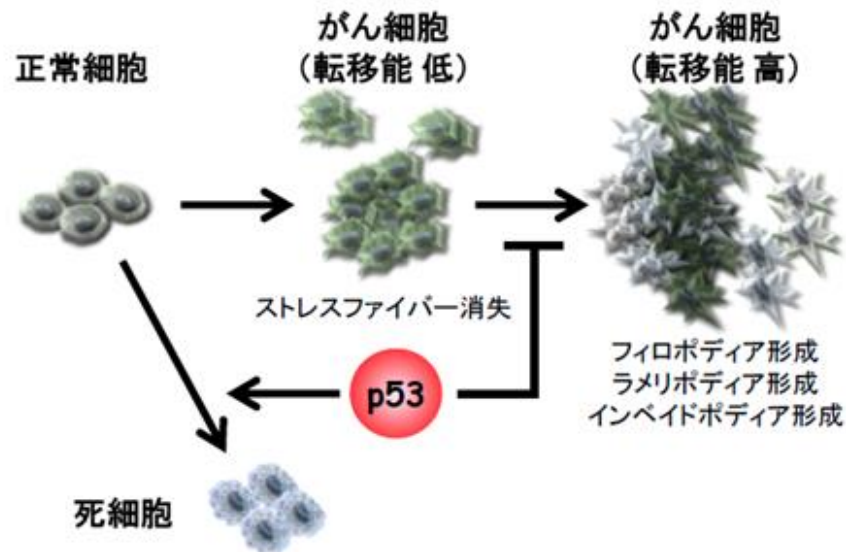 正常細胞
がん細胞
（転移能 低）
がん細胞
（転移能 高）
ストレスファイバー消失
フィロポディア形成
ラメリポディア形成
インベイドポディア形成
p53
死細胞